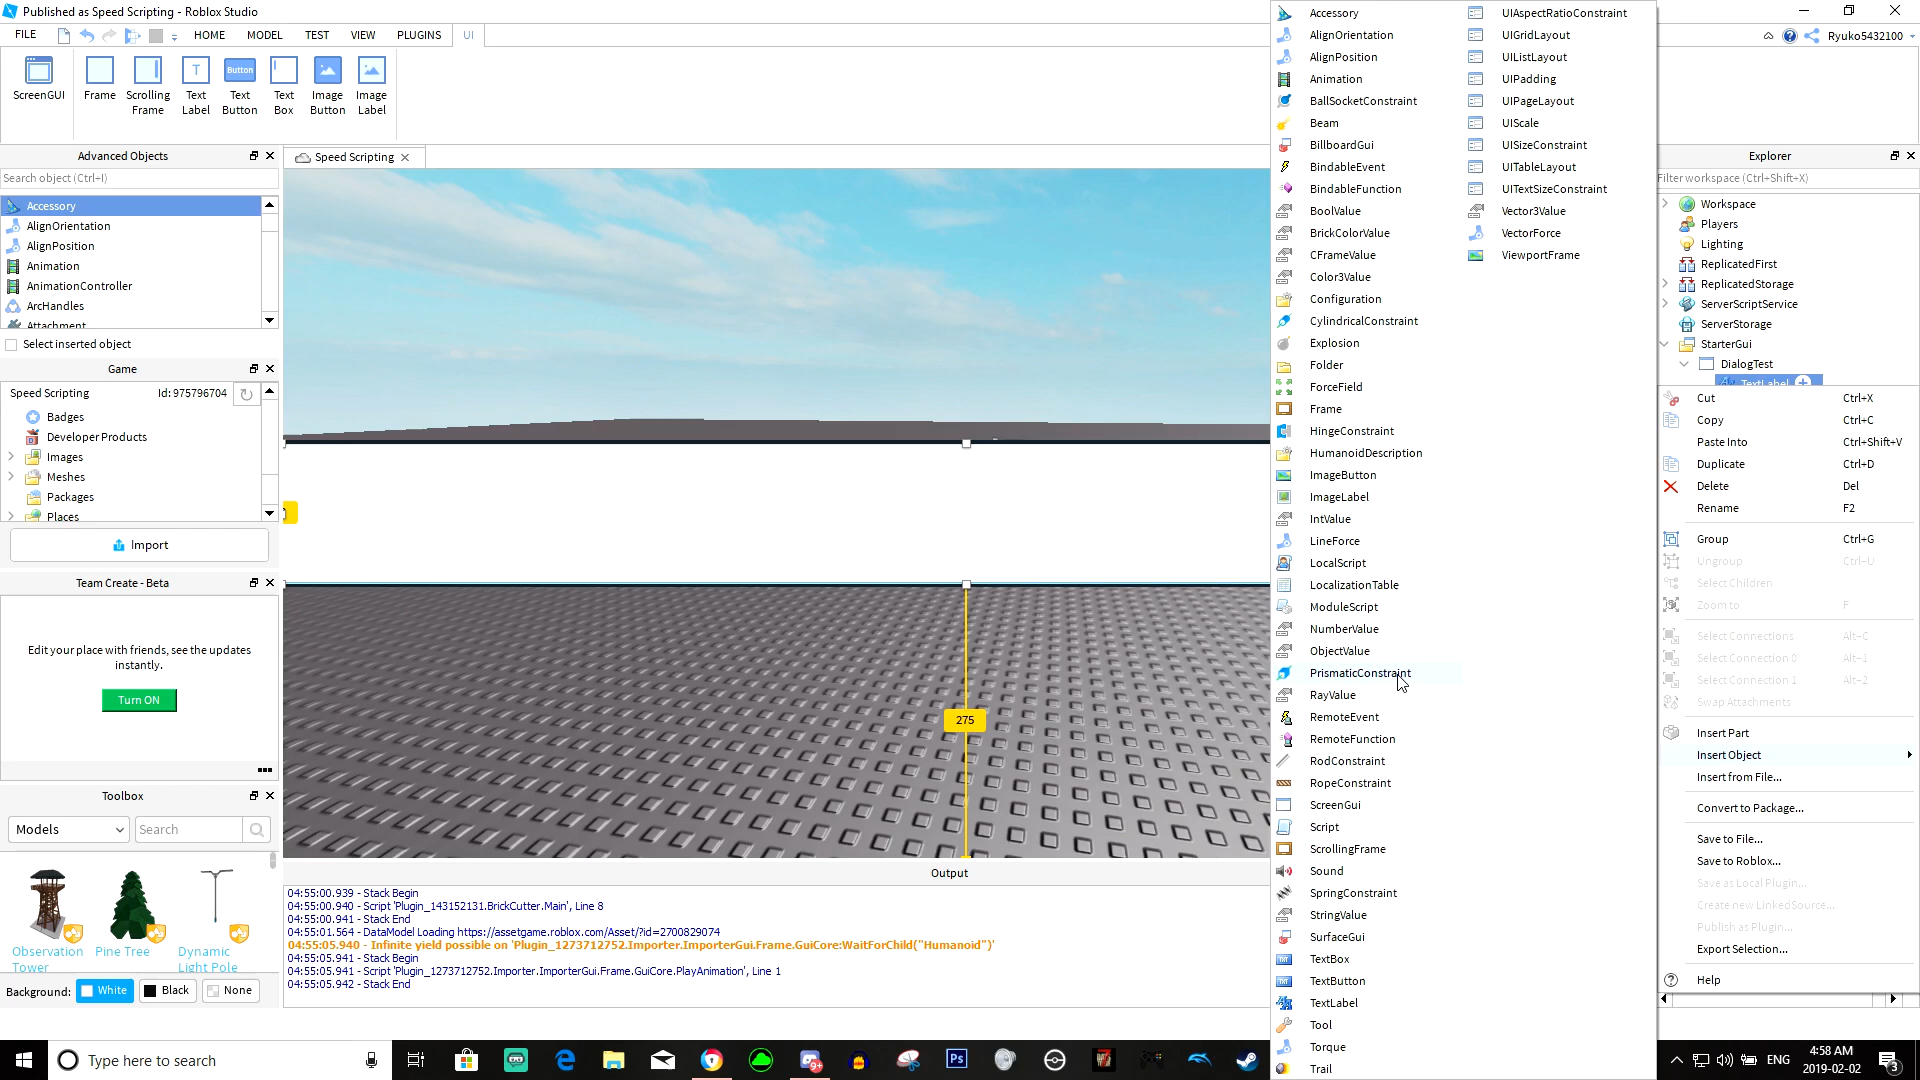 Published as Speed Scripting - Roblox Studio
FILE
HOME
MODEL
TEST
VIEW
PLUGINS
UI
Ryuko5432100
ScreenGUI
Frame
Scrolling Frame
Text Label
Text Button
Button
Text Box
Image Button
Image Label
Advanced Objects
Search object (Ctrl+I)
Accessory
AlignOrientation
AlignPosition
Animation
AnimationController
ArcHandles
Attachment
Select inserted object
Game
Speed Scripting
Id: 975796704
Badges
Developer Products
Images
Meshes
Packages
Places
Import
Team Create - Beta
Edit your place with friends, see the updates
instantly.
Turn ON
Toolbox
Models
Search
Observation
Tower
Pine Tree
Dynamic
Light Pole
Background:
White
Black
None
Speed Scripting
275
Output
04:55:00.939 - Stack Begin
04:55:00.940 - Script 'Plugin_143152131.BrickCutter.Main', Line 8
04:55:00.941 - Stack End
04:55:01.564 - DataModel Loading https://assetgame.roblox.com/Asset/?id=2700829074
04:55:05.940 - Infinite yield possible on 'Plugin_1273712752.Importer.ImporterGui.Frame.GuiCore:WaitForChild("Humanoid")'
04:55:05.941 - Stack Begin
04:55:05.941 - Script 'Plugin_1273712752.Importer.ImporterGui.Frame.GuiCore.PlayAnimation', Line 1
04:55:05.942 - Stack End
Accessory
AlignOrientation
AlignPosition
Animation
BallSocketConstraint
Beam
BillboardGui
BindableEvent
BindableFunction
BoolValue
BrickColorValue
CFrameValue
Color3Value
Configuration
CylindricalConstraint
Explosion
Folder
ForceField
Frame
HingeConstraint
HumanoidDescription
ImageButton
ImageLabel
IntValue
LineForce
LocalScript
LocalizationTable
ModuleScript
NumberValue
ObjectValue
PrismaticConstraint
RayValue
RemoteEvent
RemoteFunction
RodConstraint
RopeConstraint
ScreenGui
Script
ScrollingFrame
Sound
SpringConstraint
StringValue
SurfaceGui
TextBox
TextButton
TextLabel
Tool
Torque
Trail
UIAspectRatioConstraint
UIGridLayout
UIListLayout
UIPadding
UIPageLayout
UIScale
UISizeConstraint
UITableLayout
UITextSizeConstraint
Vector3Value
VectorForce
ViewportFrame
Explorer
Filter workspace (Ctrl+Shift+X)
Workspace
Players
Lighting
ReplicatedFirst
ReplicatedStorage
ServerScriptService
ServerStorage
StarterGui
DialogTest
TextLabel
Cut Ctrl+X
Copy Ctrl+C
Paste Into Ctrl+Shift+V
Duplicate Ctrl+D
Delete Del
Rename F2
Group Ctrl+G
Ungroup Ctrl+U
Select Children
Zoom to F
Select Connections Alt-C
Select Connection 0 Alt-1
Select Connection 1 Alt-2
Swap Attachments
Insert Part
Insert Object
Insert from File...
Convert to Package...
Save to File...
Save to Roblox...
Save as Local Plugin...
Create new LinkedSource...
Publish as Plugin...
Export Selection...
Help
Type here to search
Ps
9+
ENG
4:58 AM
2019-02-02
3